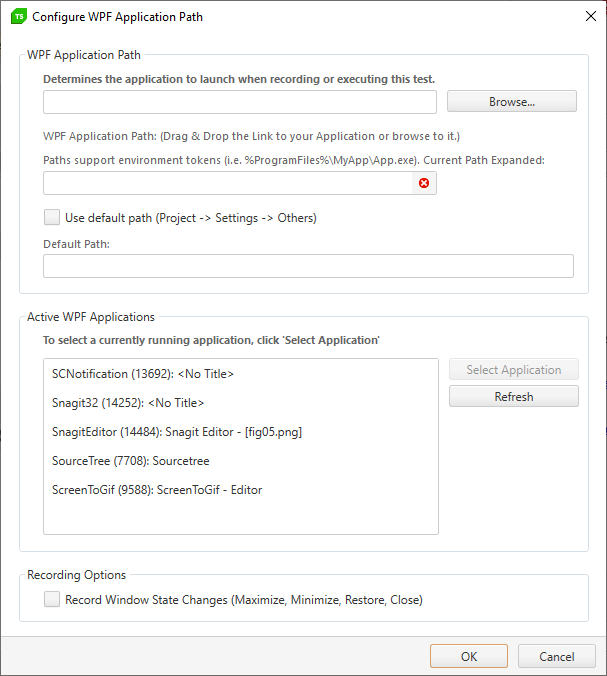 TS Configure WPF Application Path
WPF Application Path
Determines the application to launch when recording or executing this test.
Browse...
WPF Application Path: (Drag & Drop the Link to your Application or browse to it.)
Paths support environment tokens (i.e. %ProgramFiles%\MyApp\App.exe). Current Path Expanded:
Use default path (Project -> Settings -> Others)
Default Path:
Active WPF Applications
To select a currently running application, click 'Select Application'
SCNotification (13692): <No Title>
Select Application
Refresh
Snagit32 (14252): <No Title>
SnagitEditor (14484): Snagit Editor - [fig05.png]
SourceTree (7708): Sourcetree
ScreenToGif (9588): ScreenToGif - Editor
Recording Options
Record Window State Changes (Maximize, Minimize, Restore, Close)
OK
Cancel